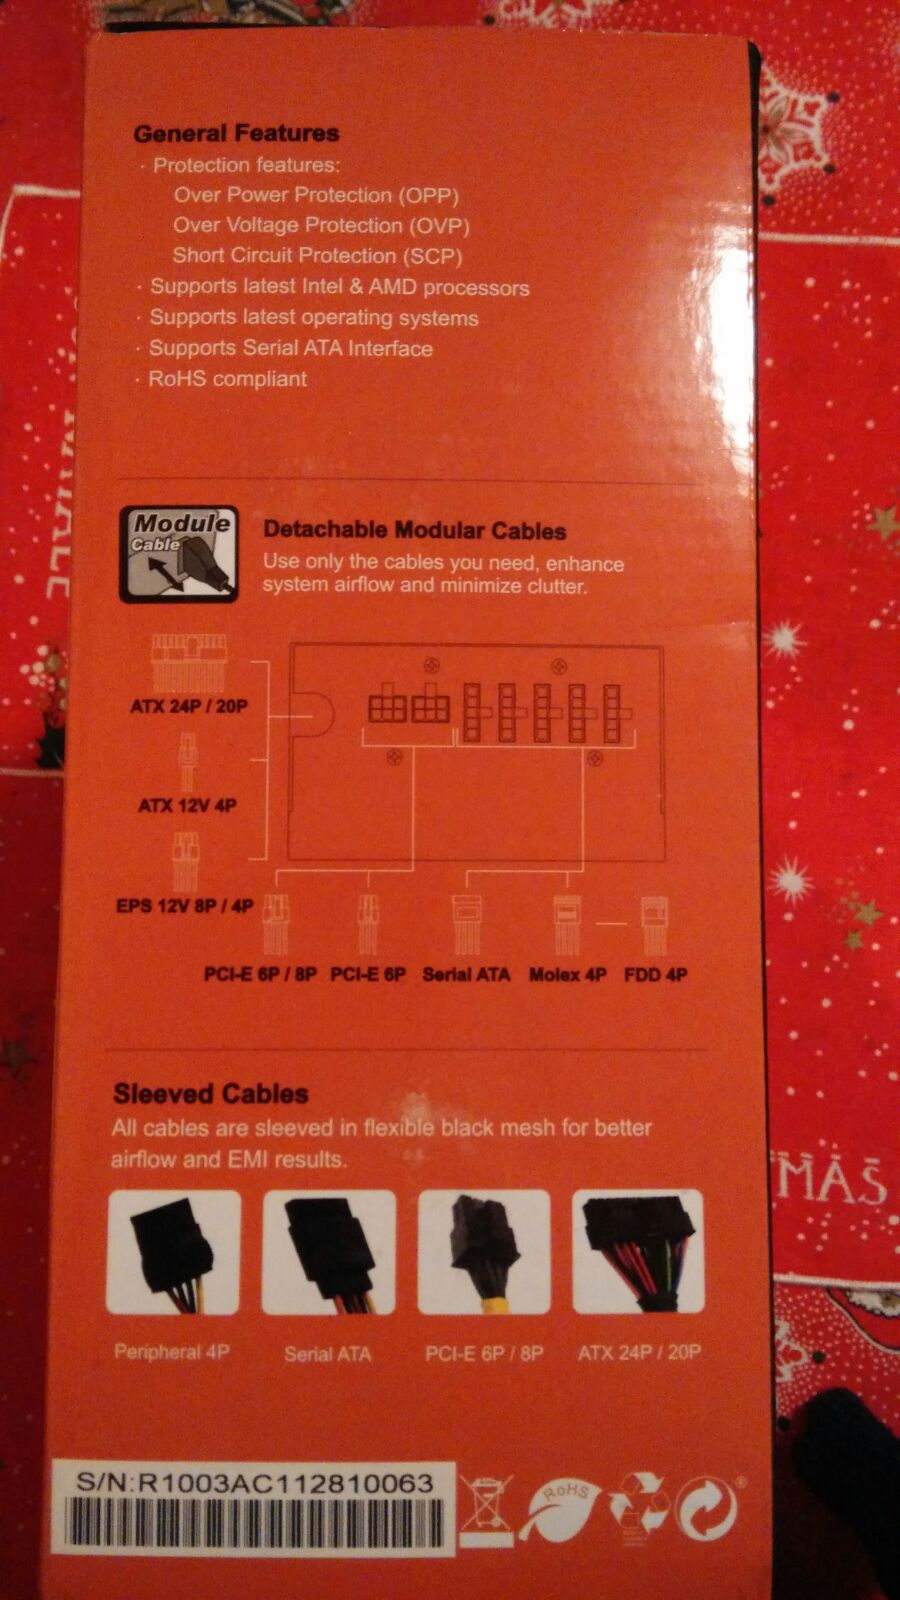 General Features
· Protection features:
Over Power Protection (OPP)
Over Voltage Protection (OVP)
Short Circuit Protection (SCP)
· Supports latest Intel & AMD processors
· Supports latest operating systems
· Supports Serial ATA Interface
· RoHS compliant
Module
Cable
Detachable Modular Cables
Use only the cables you need, enhance
system airflow and minimize clutter.
ATX 24P / 20P
ATX 12V 4P
EPS 12V 8P / 4P
PCI-E 6P / 8P PCI-E 6P Serial ATA Molex 4P FDD 4P
Sleeved Cables
All cables are sleeved in flexible black mesh for better
airflow and EMI results.
Peripheral 4P Serial ATA PCI-E 6P / 8P ATX 24P / 20P
S/N:R1003AC112810063
RoHS
®
MAS